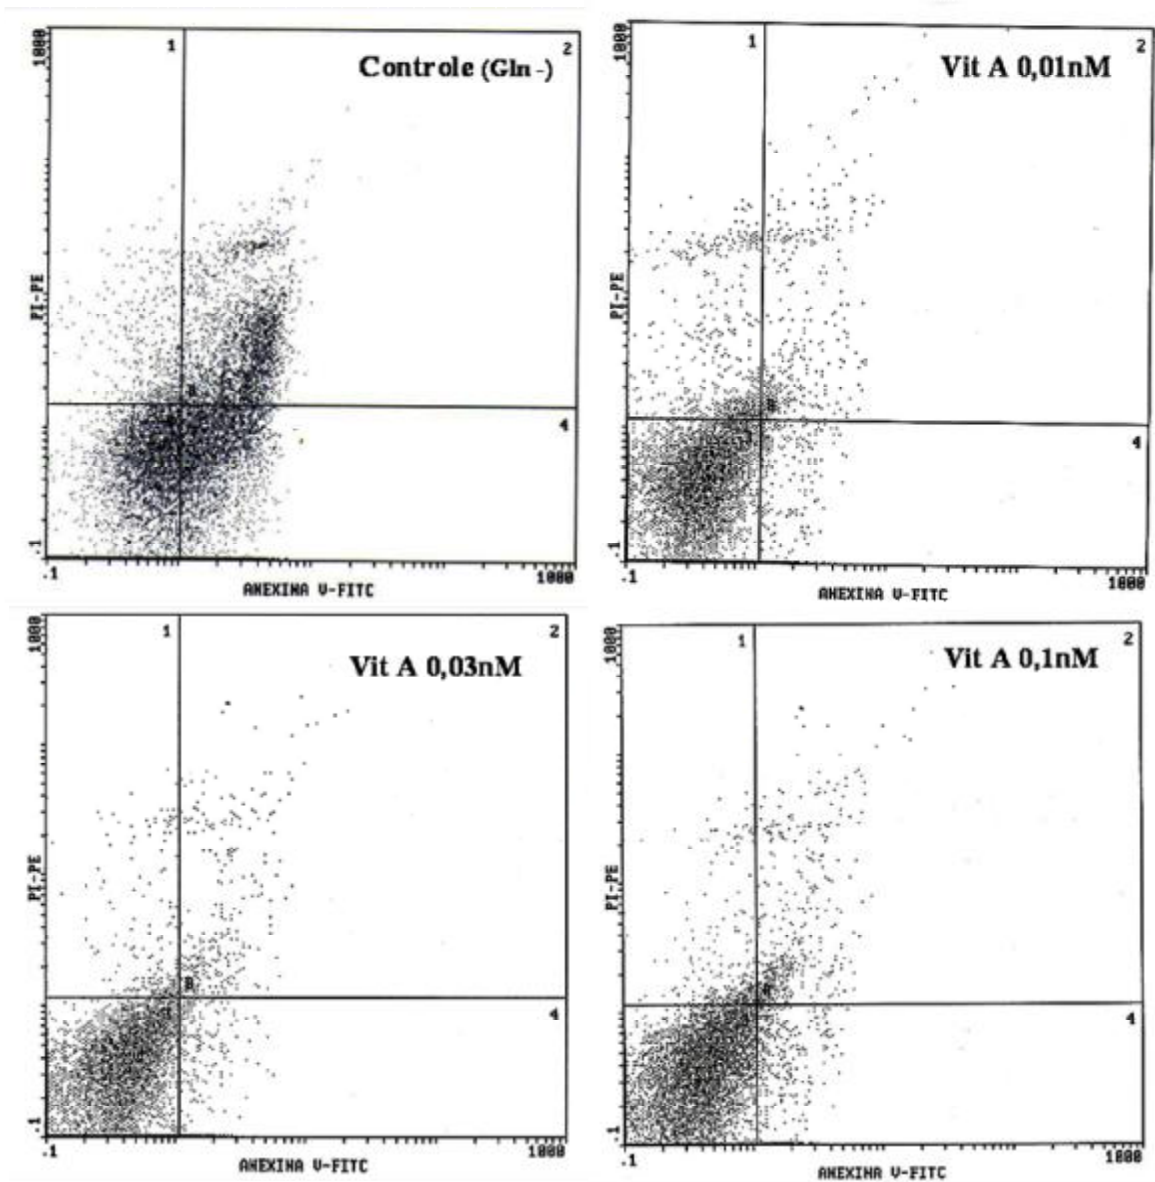 1000
1
2
Controle (Gln -)
PI-PE
B
4
.1
.1
1000
ANEXINA V-FITC
1000
1
2
Vit A 0,01nM
PI-PE
B
3
4
.1
.1
1000
ANEXINA V-FITC
1000
1
2
Vit A 0,03nM
PI-PE
B
4
.1
.1
1000
ANEXINA V-FITC
1000
1
2
Vit A 0,1nM
PI-PE
4
.1
.1
1000
ANEXINA V-FITC